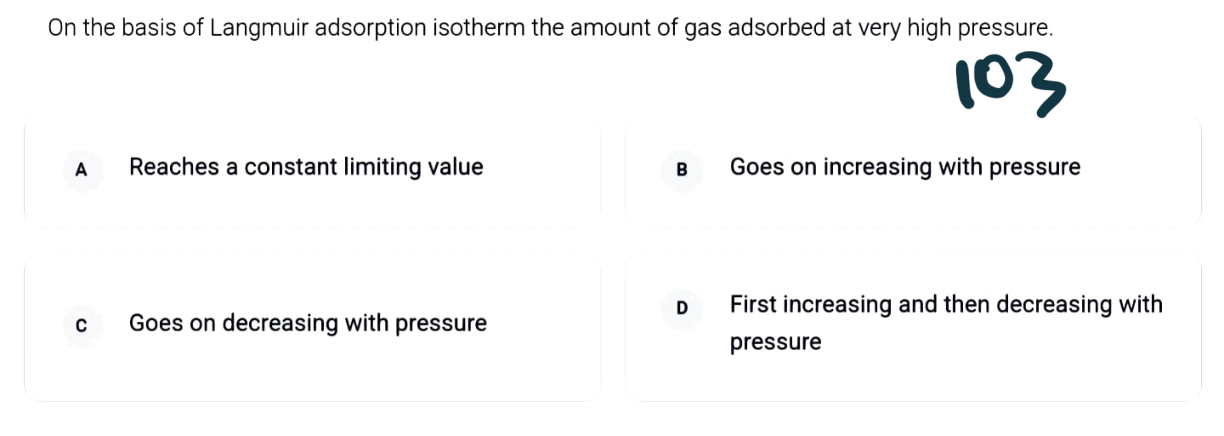 On the basis of Langmuir adsorption isotherm the amount of gas adsorbed at very high pressure.
103
A Reaches a constant limiting value
B Goes on increasing with pressure
C Goes on decreasing with pressure
D First increasing and then decreasing with
pressure